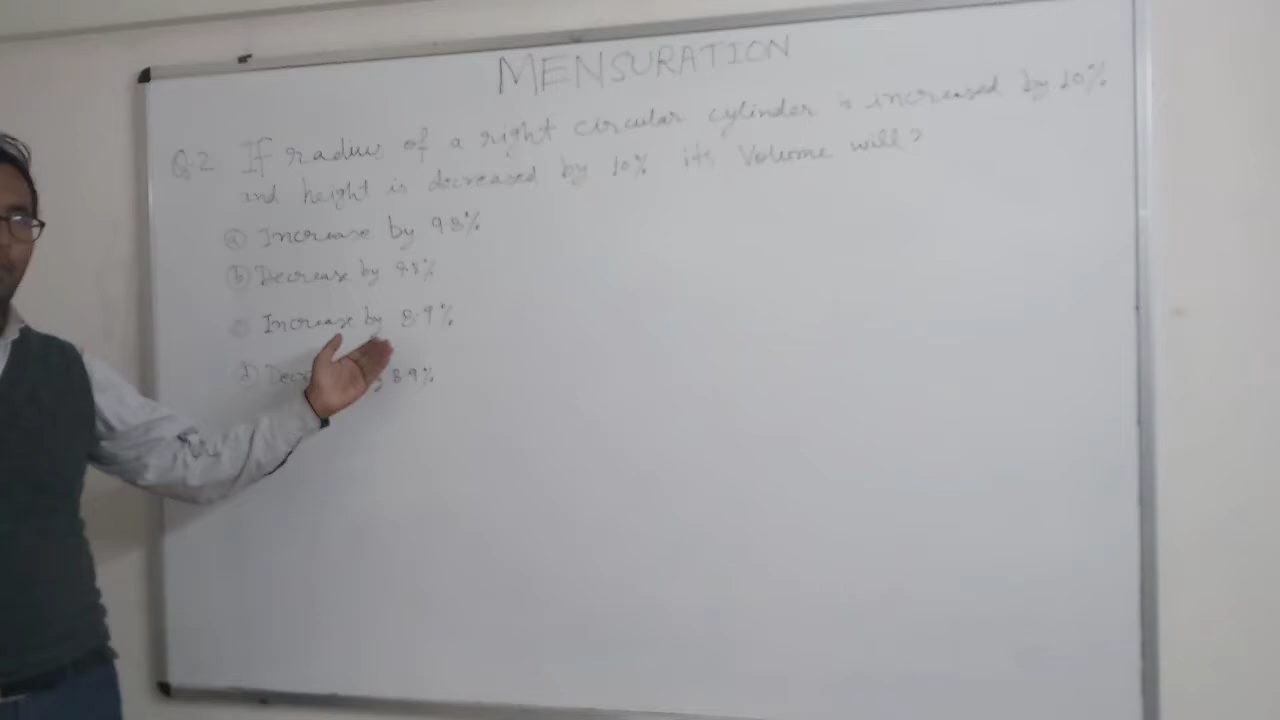 MENSURATION
Q.2 If radius of a right circular cylinder is increased by 10%
and height is decreased by 10% its Volume will?
ⓐ Increase by 9.8%
ⓑ Decrease by 9.8%
ⓒ Increase by 8.9%
ⓓ by 8.9%